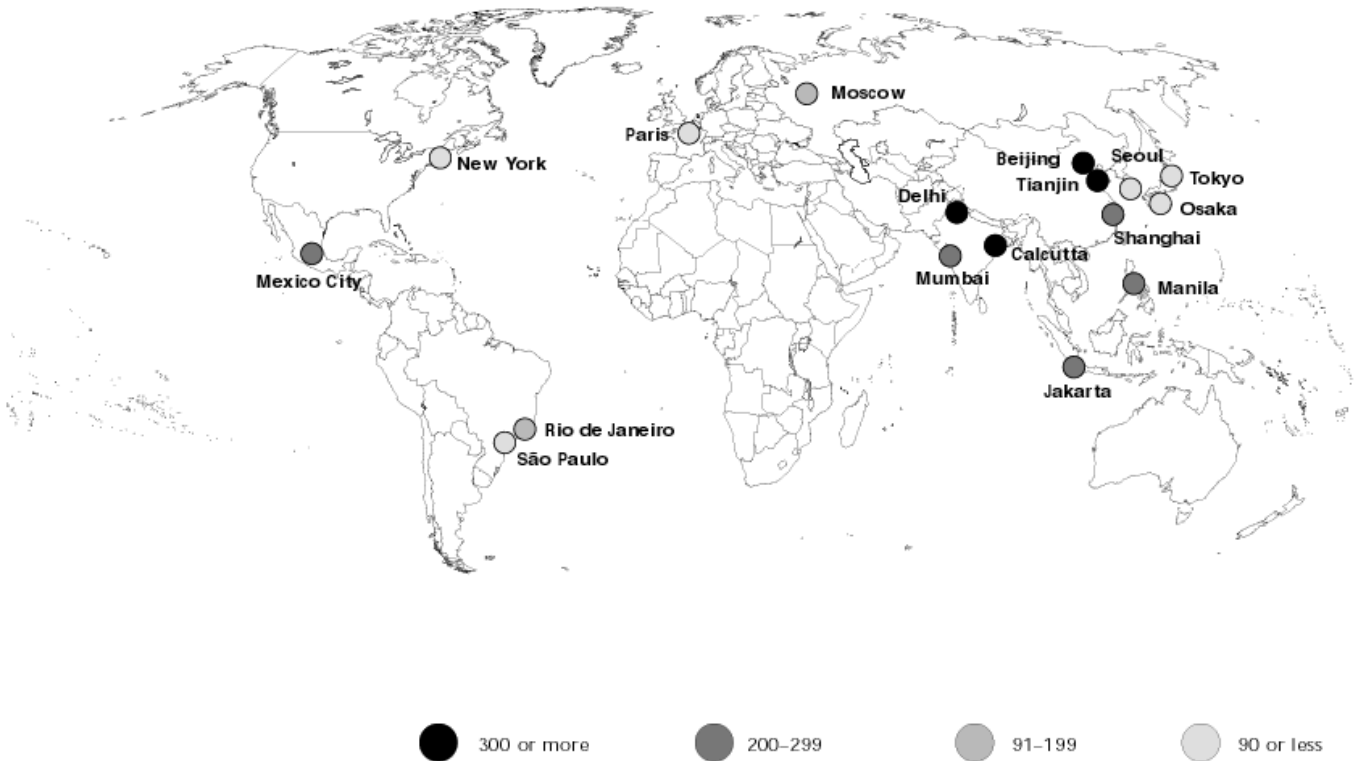 Moscow
Paris
New York
Beijing
Seoul
Tianjin
Tokyo
Delhi
Osaka
Shanghai
Calcutta
Mumbai
Mexico City
Manila
Jakarta
Rio de Janeiro
São Paulo
300 or more
200–299
91–199
90 or less